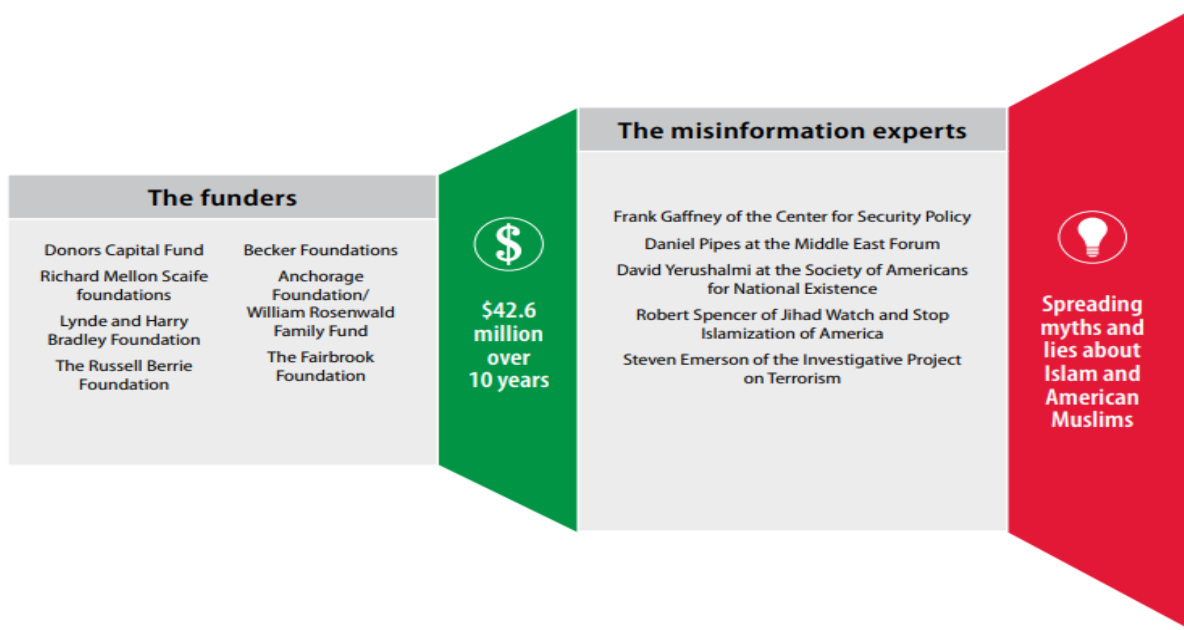 The funders
Donors Capital Fund
Richard Mellon Scaife
foundations
Lynde and Harry
Bradley Foundation
The Russell Berrie
Foundation
Becker Foundations
Anchorage
Foundation/
William Rosenwald
Family Fund
The Fairbrook
Foundation
$
$42.6
million
over
10 years
The misinformation experts
Frank Gaffney of the Center for Security Policy
Daniel Pipes at the Middle East Forum
David Yerushalmi at the Society of Americans
for National Existence
Robert Spencer of Jihad Watch and Stop
Islamization of America
Steven Emerson of the Investigative Project
on Terrorism
Spreading
myths and
lies about
Islam and
American
Muslims